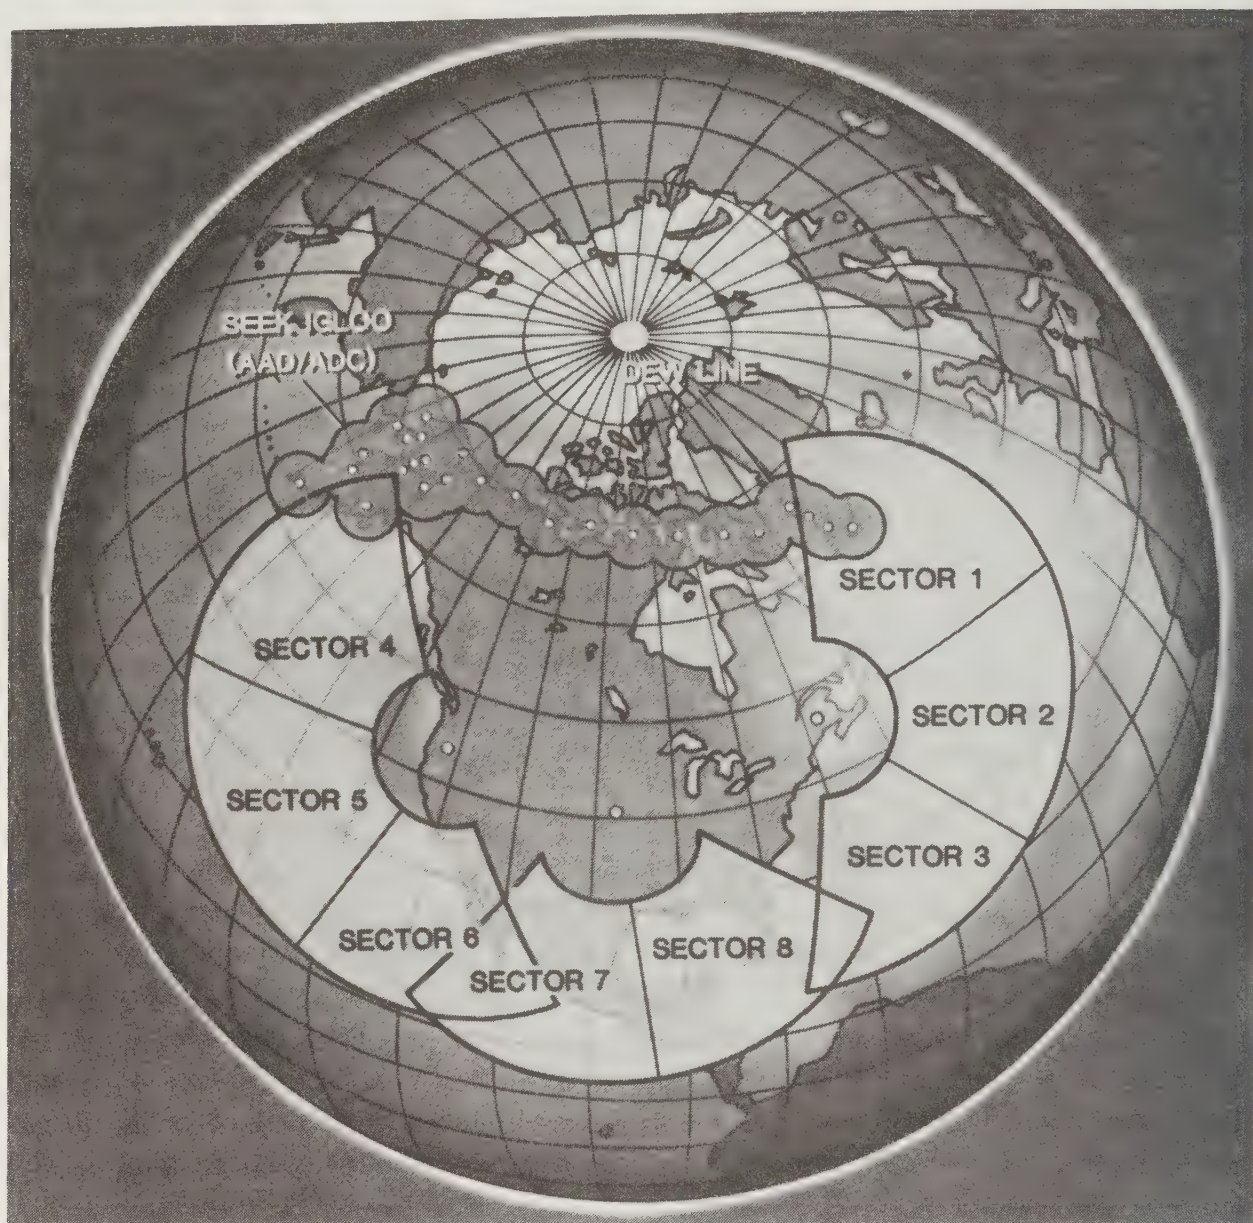 SEEK IGLOO
(AAD/ADC)
DEW LINE
SECTOR 1
SECTOR 4
SECTOR 2
SECTOR 5
SECTOR 3
SECTOR 6
SECTOR 8
SECTOR 7